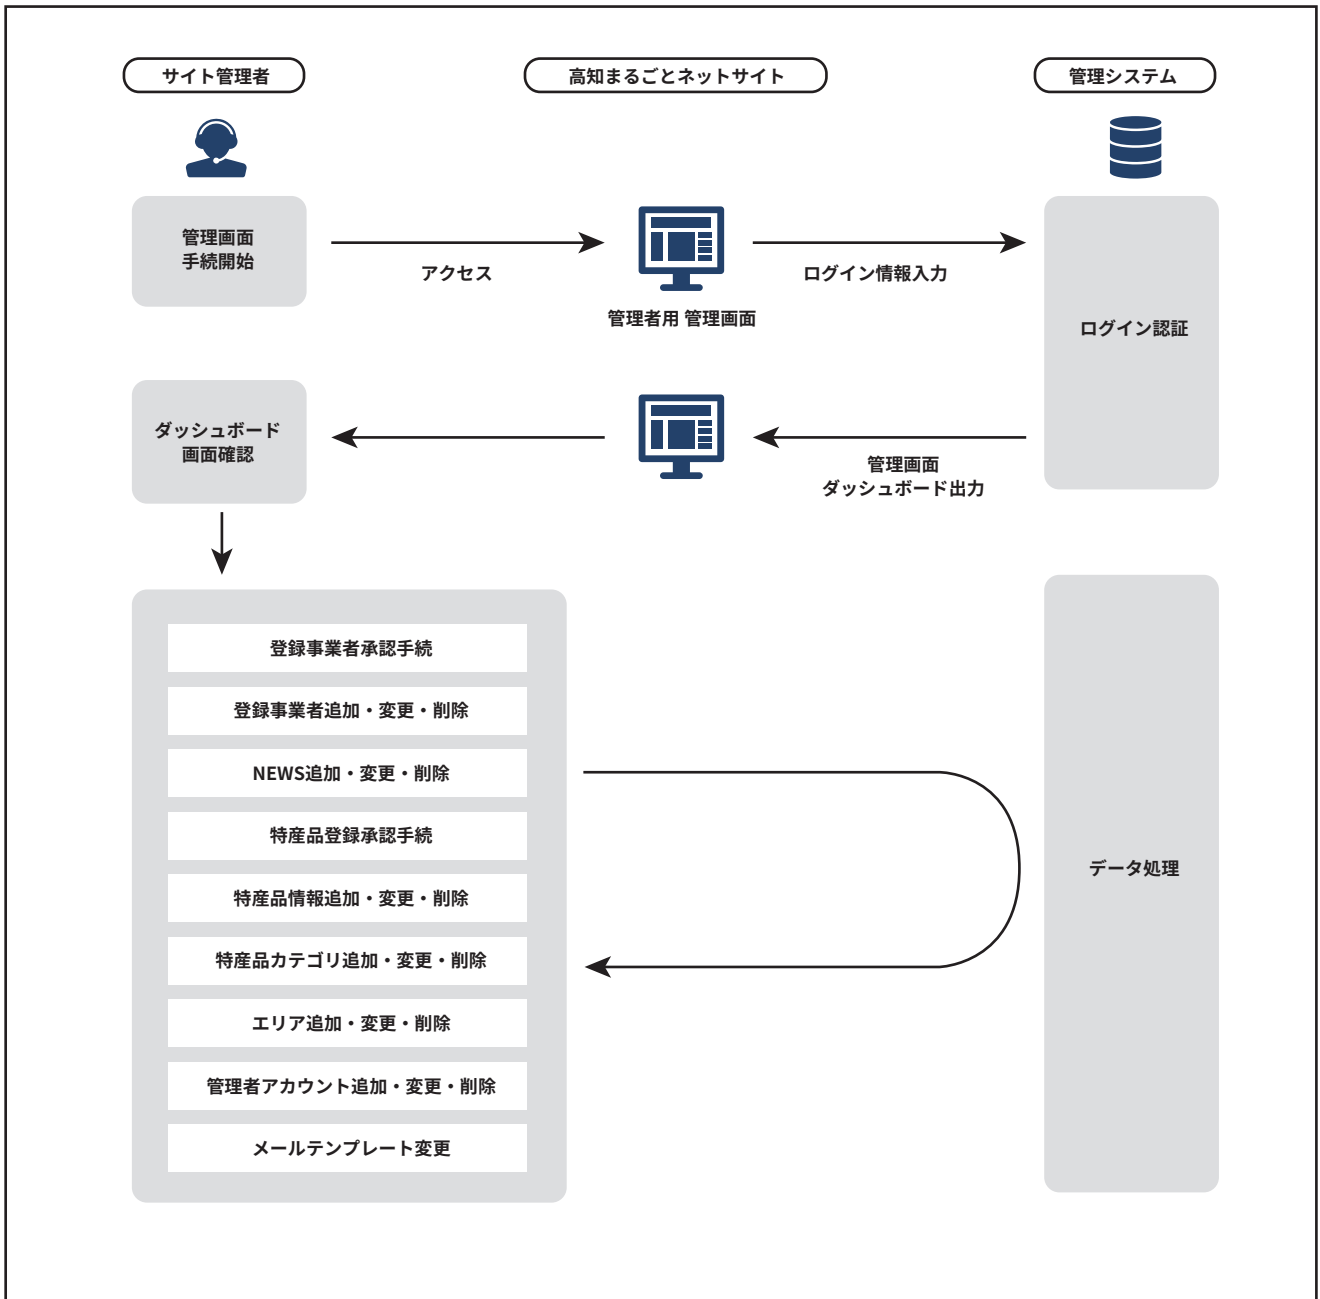 サイト管理者
高知まるごとネットサイト
管理システム
管理画面
手続開始
アクセス
管理者用 管理画面
ログイン情報入力
ログイン認証
ダッシュボード
画面確認
管理画面
ダッシュボード出力
登録事業者承認手続
登録事業者追加・変更・削除
NEWS追加・変更・削除
特産品登録承認手続
特産品情報追加・変更・削除
特産品カテゴリ追加・変更・削除
エリア追加・変更・削除
管理者アカウント追加・変更・削除
メールテンプレート変更
データ処理